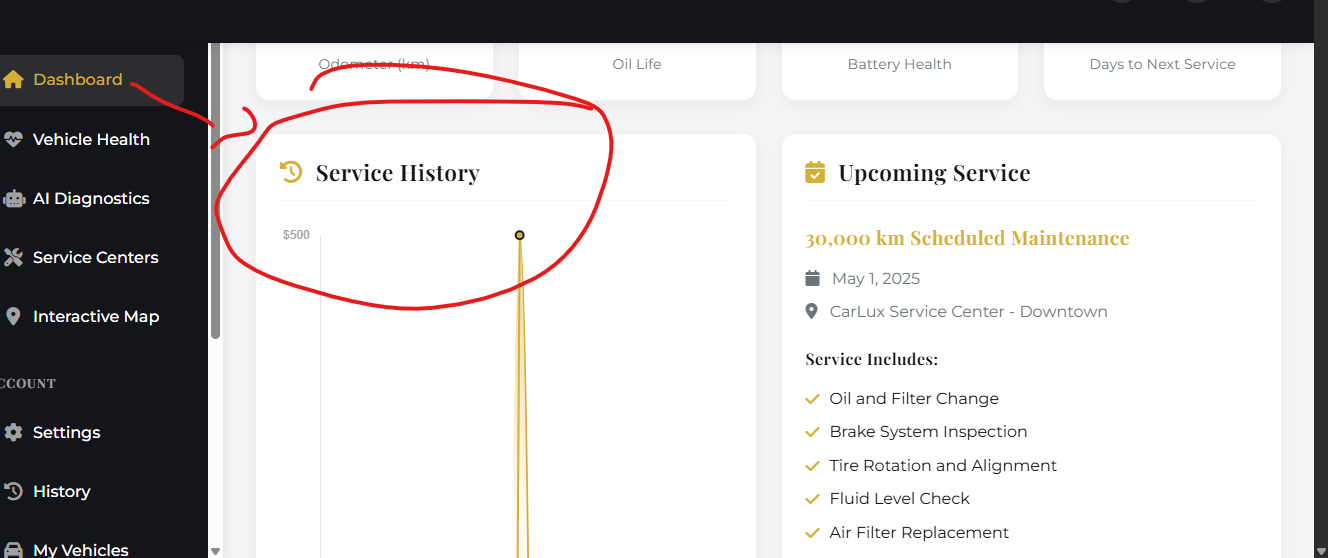 Dashboard
Vehicle Health
AI Diagnostics
Service Centers
Interactive Map
CCOUNT
Settings
History
My Vehicles
Odometer (km)
Oil Life
Battery Health
Days to Next Service
Service History
$500
Upcoming Service
30,000 km Scheduled Maintenance
May 1, 2025
CarLux Service Center - Downtown
Service Includes:
Oil and Filter Change
Brake System Inspection
Tire Rotation and Alignment
Fluid Level Check
Air Filter Replacement